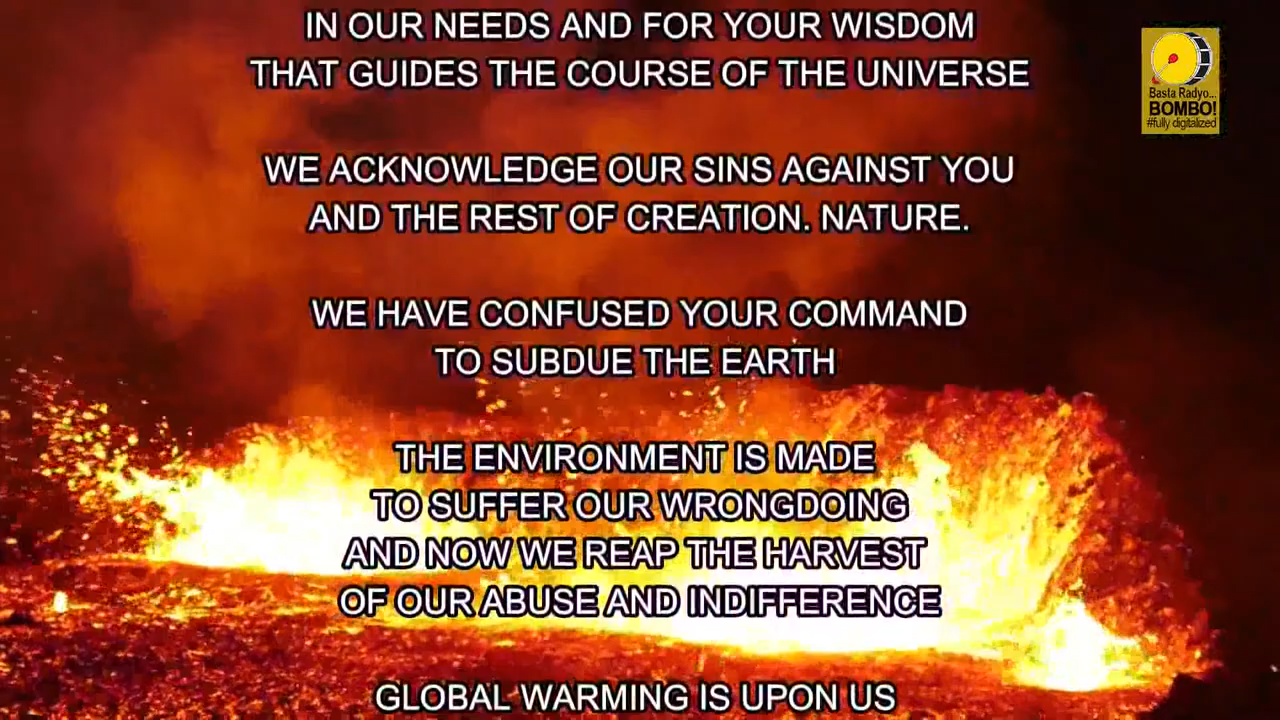 IN OUR NEEDS AND FOR YOUR WISDOM
THAT GUIDES THE COURSE OF THE UNIVERSE
WE ACKNOWLEDGE OUR SINS AGAINST YOU
AND THE REST OF CREATION. NATURE.
WE HAVE CONFUSED YOUR COMMAND
TO SUBDUE THE EARTH
THE ENVIRONMENT IS MADE
TO SUFFER OUR WRONGDOING
AND NOW WE REAP THE HARVEST
OF OUR ABUSE AND INDIFFERENCE
GLOBAL WARMING IS UPON US
Basta Radyo...
BOMBO!
#fully digitalized